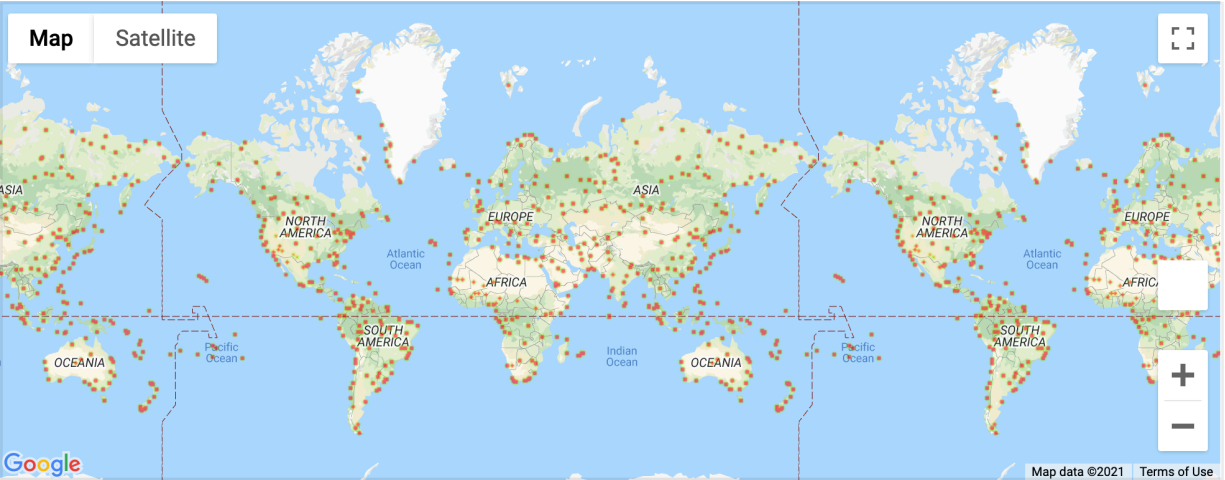 Map
Satellite
ASIA
NORTH
AMERICA
EUROPE
ASIA
NORTH
AMERICA
EUROPE
Atlantic
Ocean
Atlantic
Ocean
AFRICA
AFRICA
SOUTH
AMERICA
SOUTH
AMERICA
OCEANIA
Pacific
Ocean
Indian
Ocean
OCEANIA
Pacific
Ocean
Google
Map data ©2021
Terms of Use